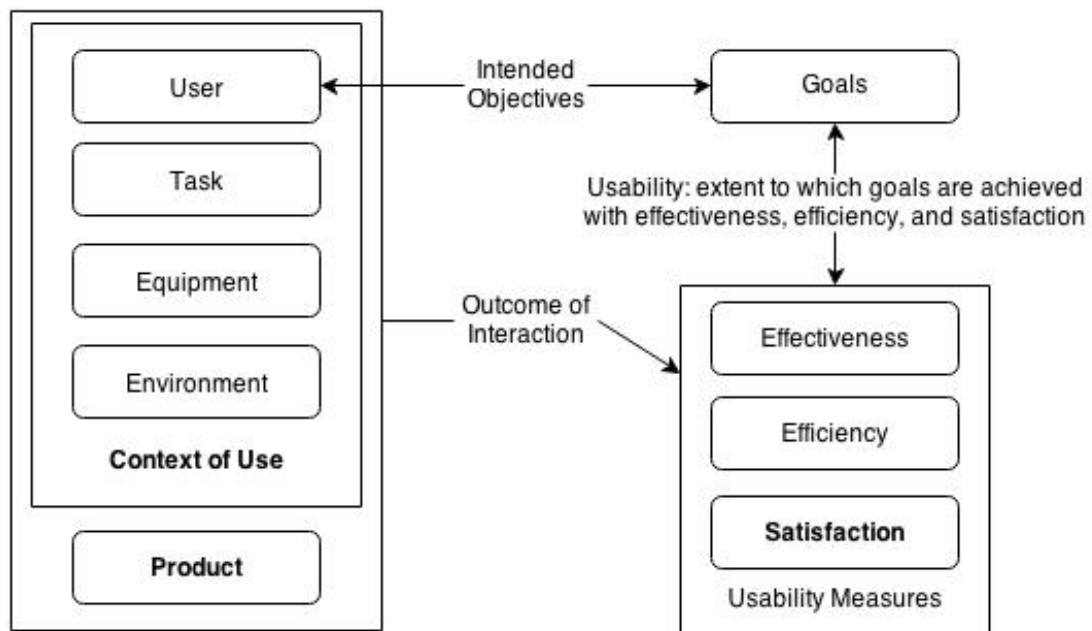 User
Task
Equipment
Environment
Context of Use
Product
Intended
Objectives
Outcome of
Interaction
Goals
Usability: extent to which goals are achieved
with effectiveness, efficiency, and satisfaction
Effectiveness
Efficiency
Satisfaction
Usability Measures